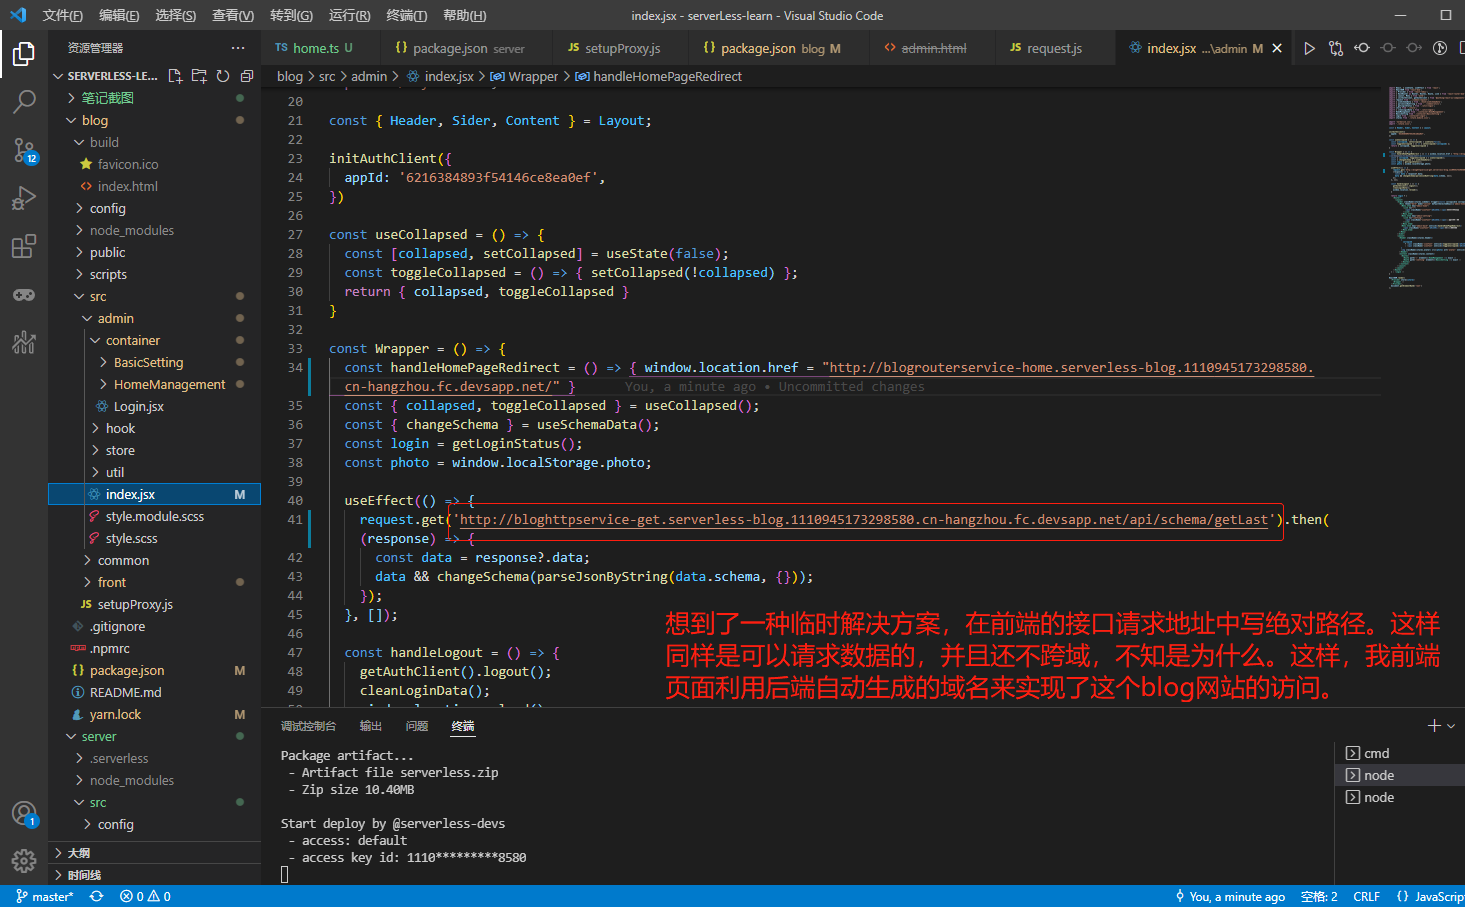 文件(F) 编辑(E) 选择(S) 查看(V) 转到(G) 运行(R) 终端(T) 帮助(H)
index.jsx - serverLess-learn - Visual Studio Code
资源管理器 ···
TS home.ts U
{} package.json server
JS setupProxy.js
{} package.json blog M
<> admin.html
JS request.js
index.jsx ...\admin M
blog > src > admin > index.jsx > Wrapper > handleHomePageRedirect
SERVERLESS-LE...
笔记截图
blog
build
favicon.ico
<> index.html
config
node_modules
public
scripts
src
admin
container
BasicSetting
HomeManagement
Login.jsx
hook
store
util
index.jsx M
style.module.scss
style.scss
common
front
JS setupProxy.js
.gitignore
.npmrc
{} package.json M
README.md
yarn.lock M
server
.serverless
node_modules
src
config
大纲
时间线
12
1
20
21 const { Header, Sider, Content } = Layout;
22
23 initAuthClient({
24 appId: '6216384893f54146ce8ea0ef',
25 })
26
27 const useCollapsed = () => {
28 const [collapsed, setCollapsed] = useState(false);
29 const toggleCollapsed = () => { setCollapsed(!collapsed) };
30 return { collapsed, toggleCollapsed }
31 }
32
33 const Wrapper = () => {
34 const handleHomePageRedirect = () => { window.location.href = "http://blogrouterservice-home.serverless-blog.1110945173298580.
cn-hangzhou.fc.devsapp.net/" } You, a minute ago • Uncommitted changes
35 const { collapsed, toggleCollapsed } = useCollapsed();
36 const { changeSchema } = useSchemaData();
37 const login = getLoginStatus();
38 const photo = window.localStorage.photo;
39
40 useEffect(() => {
41 request.get('http://bloghttpservice-get.serverless-blog.1110945173298580.cn-hangzhou.fc.devsapp.net/api/schema/getLast').then(
(response) => {
42 const data = response?.data;
43 data && changeSchema(parseJsonByString(data.schema, {}));
44 });
45 }, []);
46
47 const handleLogout = () => {
48 getAuthClient().logout();
49 cleanLoginData();
想到了一种临时解决方案，在前端的接口请求地址中写绝对路径。这样
同样是可以请求数据的，并且还不跨域，不知是为什么。这样，我前端
页面利用后端自动生成的域名来实现了这个blog网站的访问。
调试控制台 输出 问题 终端
Package artifact...
- Artifact file serverless.zip
- Zip size 10.40MB
Start deploy by @serverless-devs
- access: default
- access key id: 1110*********8580
cmd
node
node
master* 0 0 You, a minute ago 空格: 2 CRLF {} JavaScrip